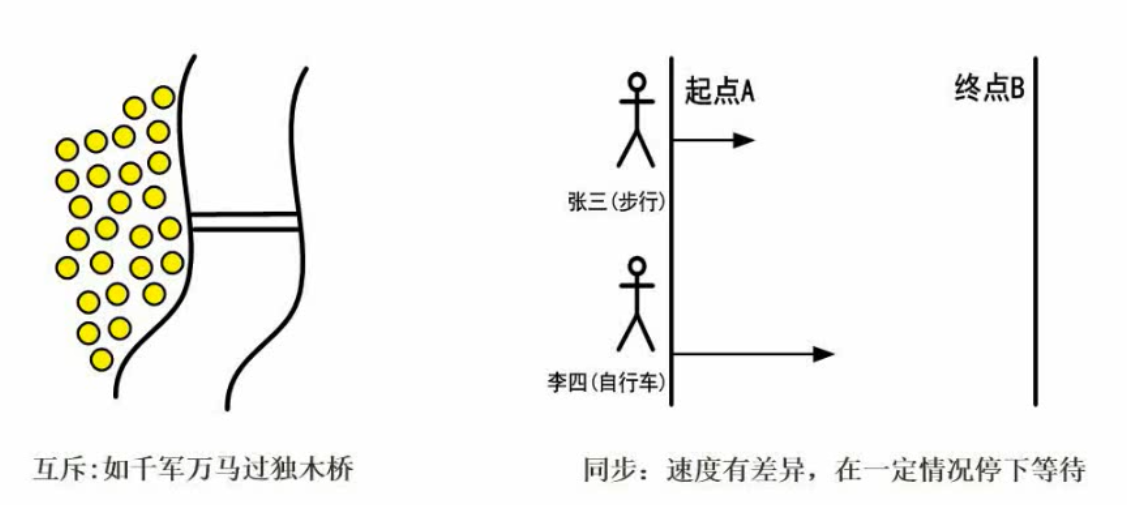 起点A
终点B
张三(步行)
李四(自行车)
互斥:如千军万马过独木桥
同步：速度有差异，在一定情况停下等待